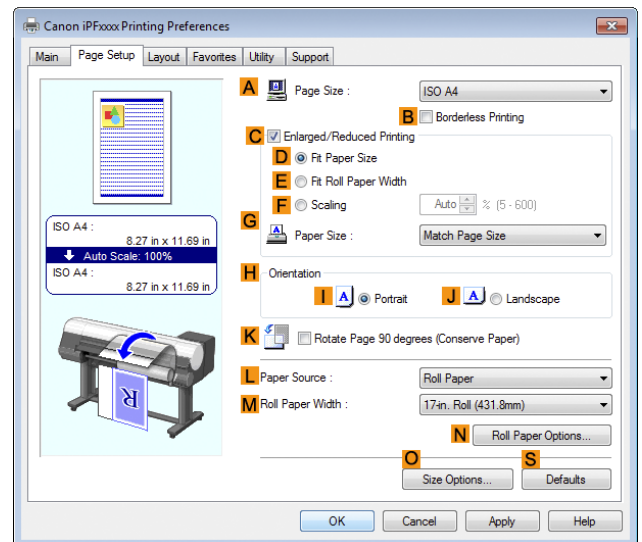 Canon iPFxxxx Printing Preferences
Main Page Setup Layout Favorites Utility Support
A Page Size : ISO A4
B Borderless Printing
C Enlarged/Reduced Printing
D Fit Paper Size
E Fit Roll Paper Width
F Scaling Auto % (5 - 600)
G Paper Size : Match Page Size
ISO A4 :
8.27 in x 11.69 in
Auto Scale: 100%
ISO A4 :
8.27 in x 11.69 in
H Orientation
I A Portrait J A Landscape
K Rotate Page 90 degrees (Conserve Paper)
R
L Paper Source : Roll Paper
M Roll Paper Width : 17-in. Roll (431.8mm)
N Roll Paper Options...
O S
Size Options... Defaults
OK Cancel Apply Help